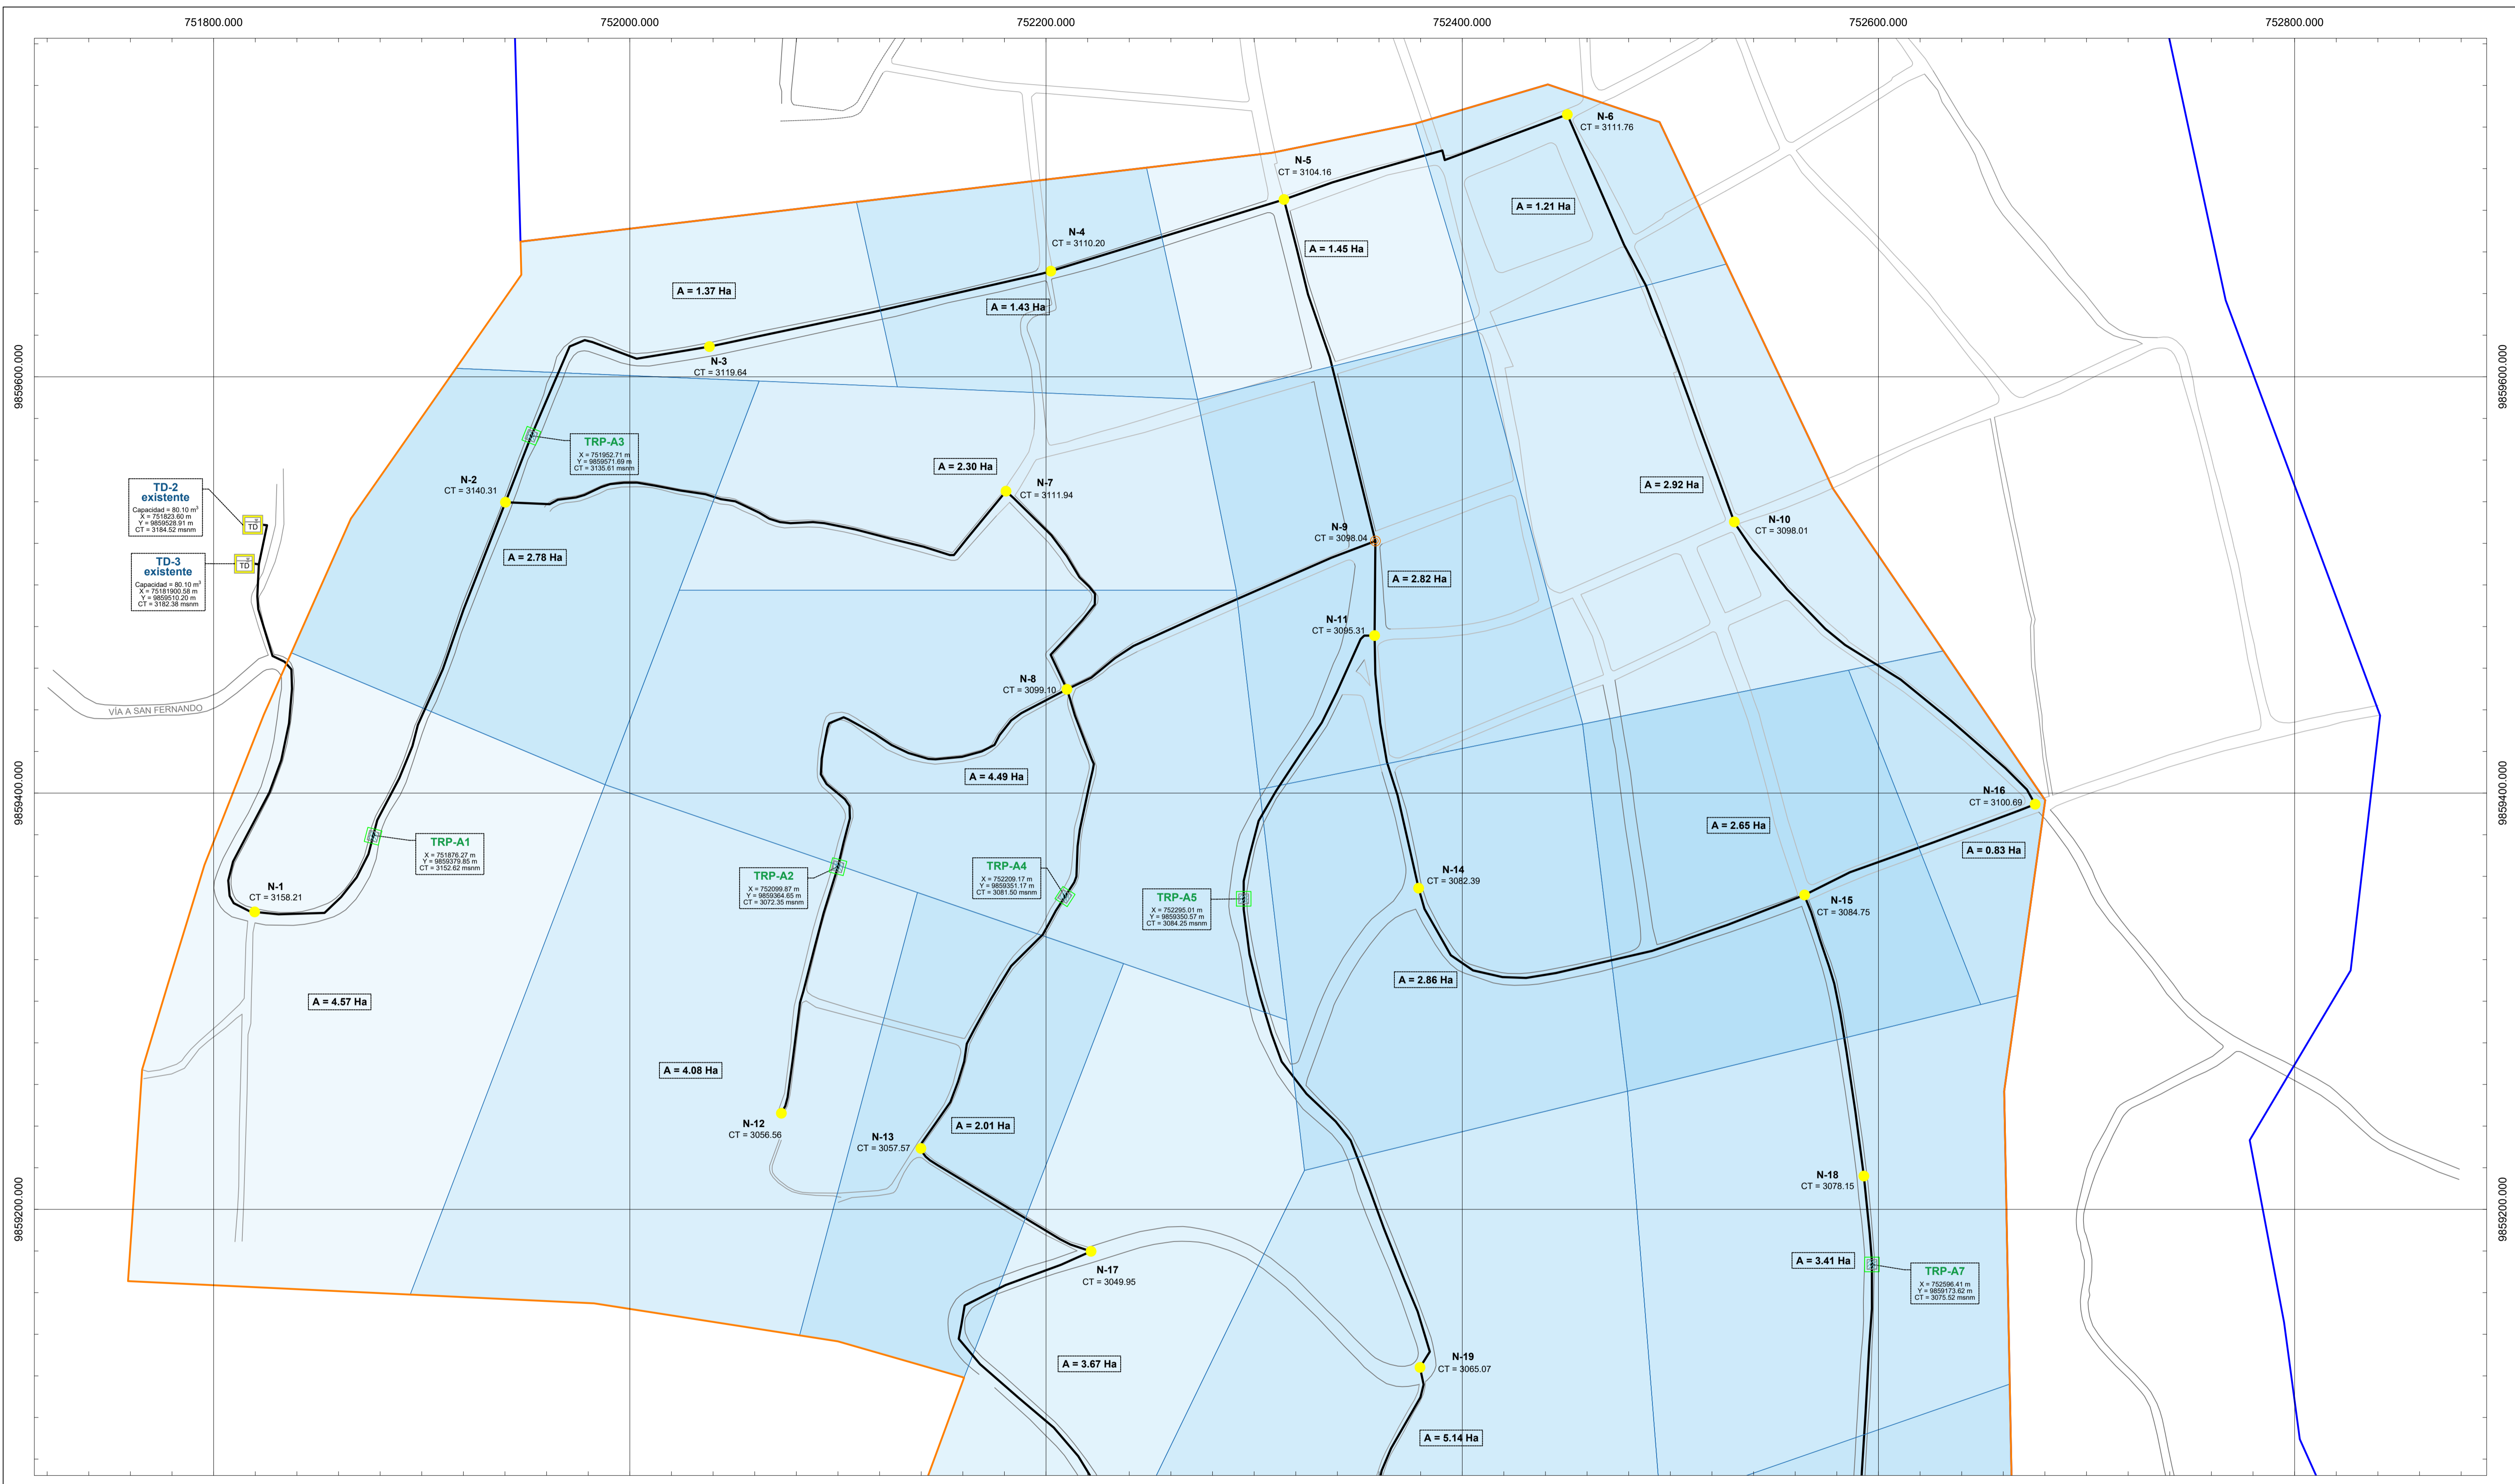 751800.000
752000.000
752200.000
752400.000
752600.000
752800.000
9859600.000
9859600.000
9859400.000
9859400.000
9859200.000
9859200.000
N-6
CT = 3111.76
N-5
CT = 3104.16
A = 1.21 Ha
N-4
CT = 3110.20
A = 1.45 Ha
A = 1.37 Ha
A = 1.43 Ha
N-3
CT = 3119.64
TRP-A3
X = 751952.71 m
Y = 9859571.69 m
CT = 3135.61 msnm
A = 2.30 Ha
N-2
CT = 3140.31
N-7
CT = 3111.94
A = 2.92 Ha
TD-2
existente
Capacidad = 80.10 m3
X = 751823.60 m
Y = 9859528.91 m
CT = 3184.52 msnm
TD
N-9
CT = 3098.04
N-10
CT = 3098.01
A = 2.78 Ha
TD-3
existente
Capacidad = 80.10 m3
X = 75181900.58 m
Y = 9859510.20 m
CT = 3182.38 msnm
TD
A = 2.82 Ha
N-11
CT = 3095.31
N-8
CT = 3099.10
VÍA A SAN FERNANDO
A = 4.49 Ha
N-16
CT = 3100.69
A = 2.65 Ha
TRP-A1
X = 751876.27 m
Y = 9859379.85 m
CT = 3152.62 msnm
A = 0.83 Ha
TRP-A2
X = 752099.87 m
Y = 9859364.65 m
CT = 3072.35 msnm
TRP-A4
X = 752209.17 m
Y = 9859351.17 m
CT = 3081.50 msnm
N-1
CT = 3158.21
N-14
CT = 3082.39
TRP-A5
X = 752295.01 m
Y = 9859350.57 m
CT = 3084.25 msnm
N-15
CT = 3084.75
A = 2.86 Ha
A = 4.57 Ha
A = 4.08 Ha
N-12
CT = 3056.56
A = 2.01 Ha
N-13
CT = 3057.57
N-18
CT = 3078.15
A = 3.41 Ha
N-17
CT = 3049.95
TRP-A7
X = 752596.41 m
Y = 9859173.62 m
CT = 3075.52 msnm
A = 3.67 Ha
N-19
CT = 3065.07
A = 5.14 Ha